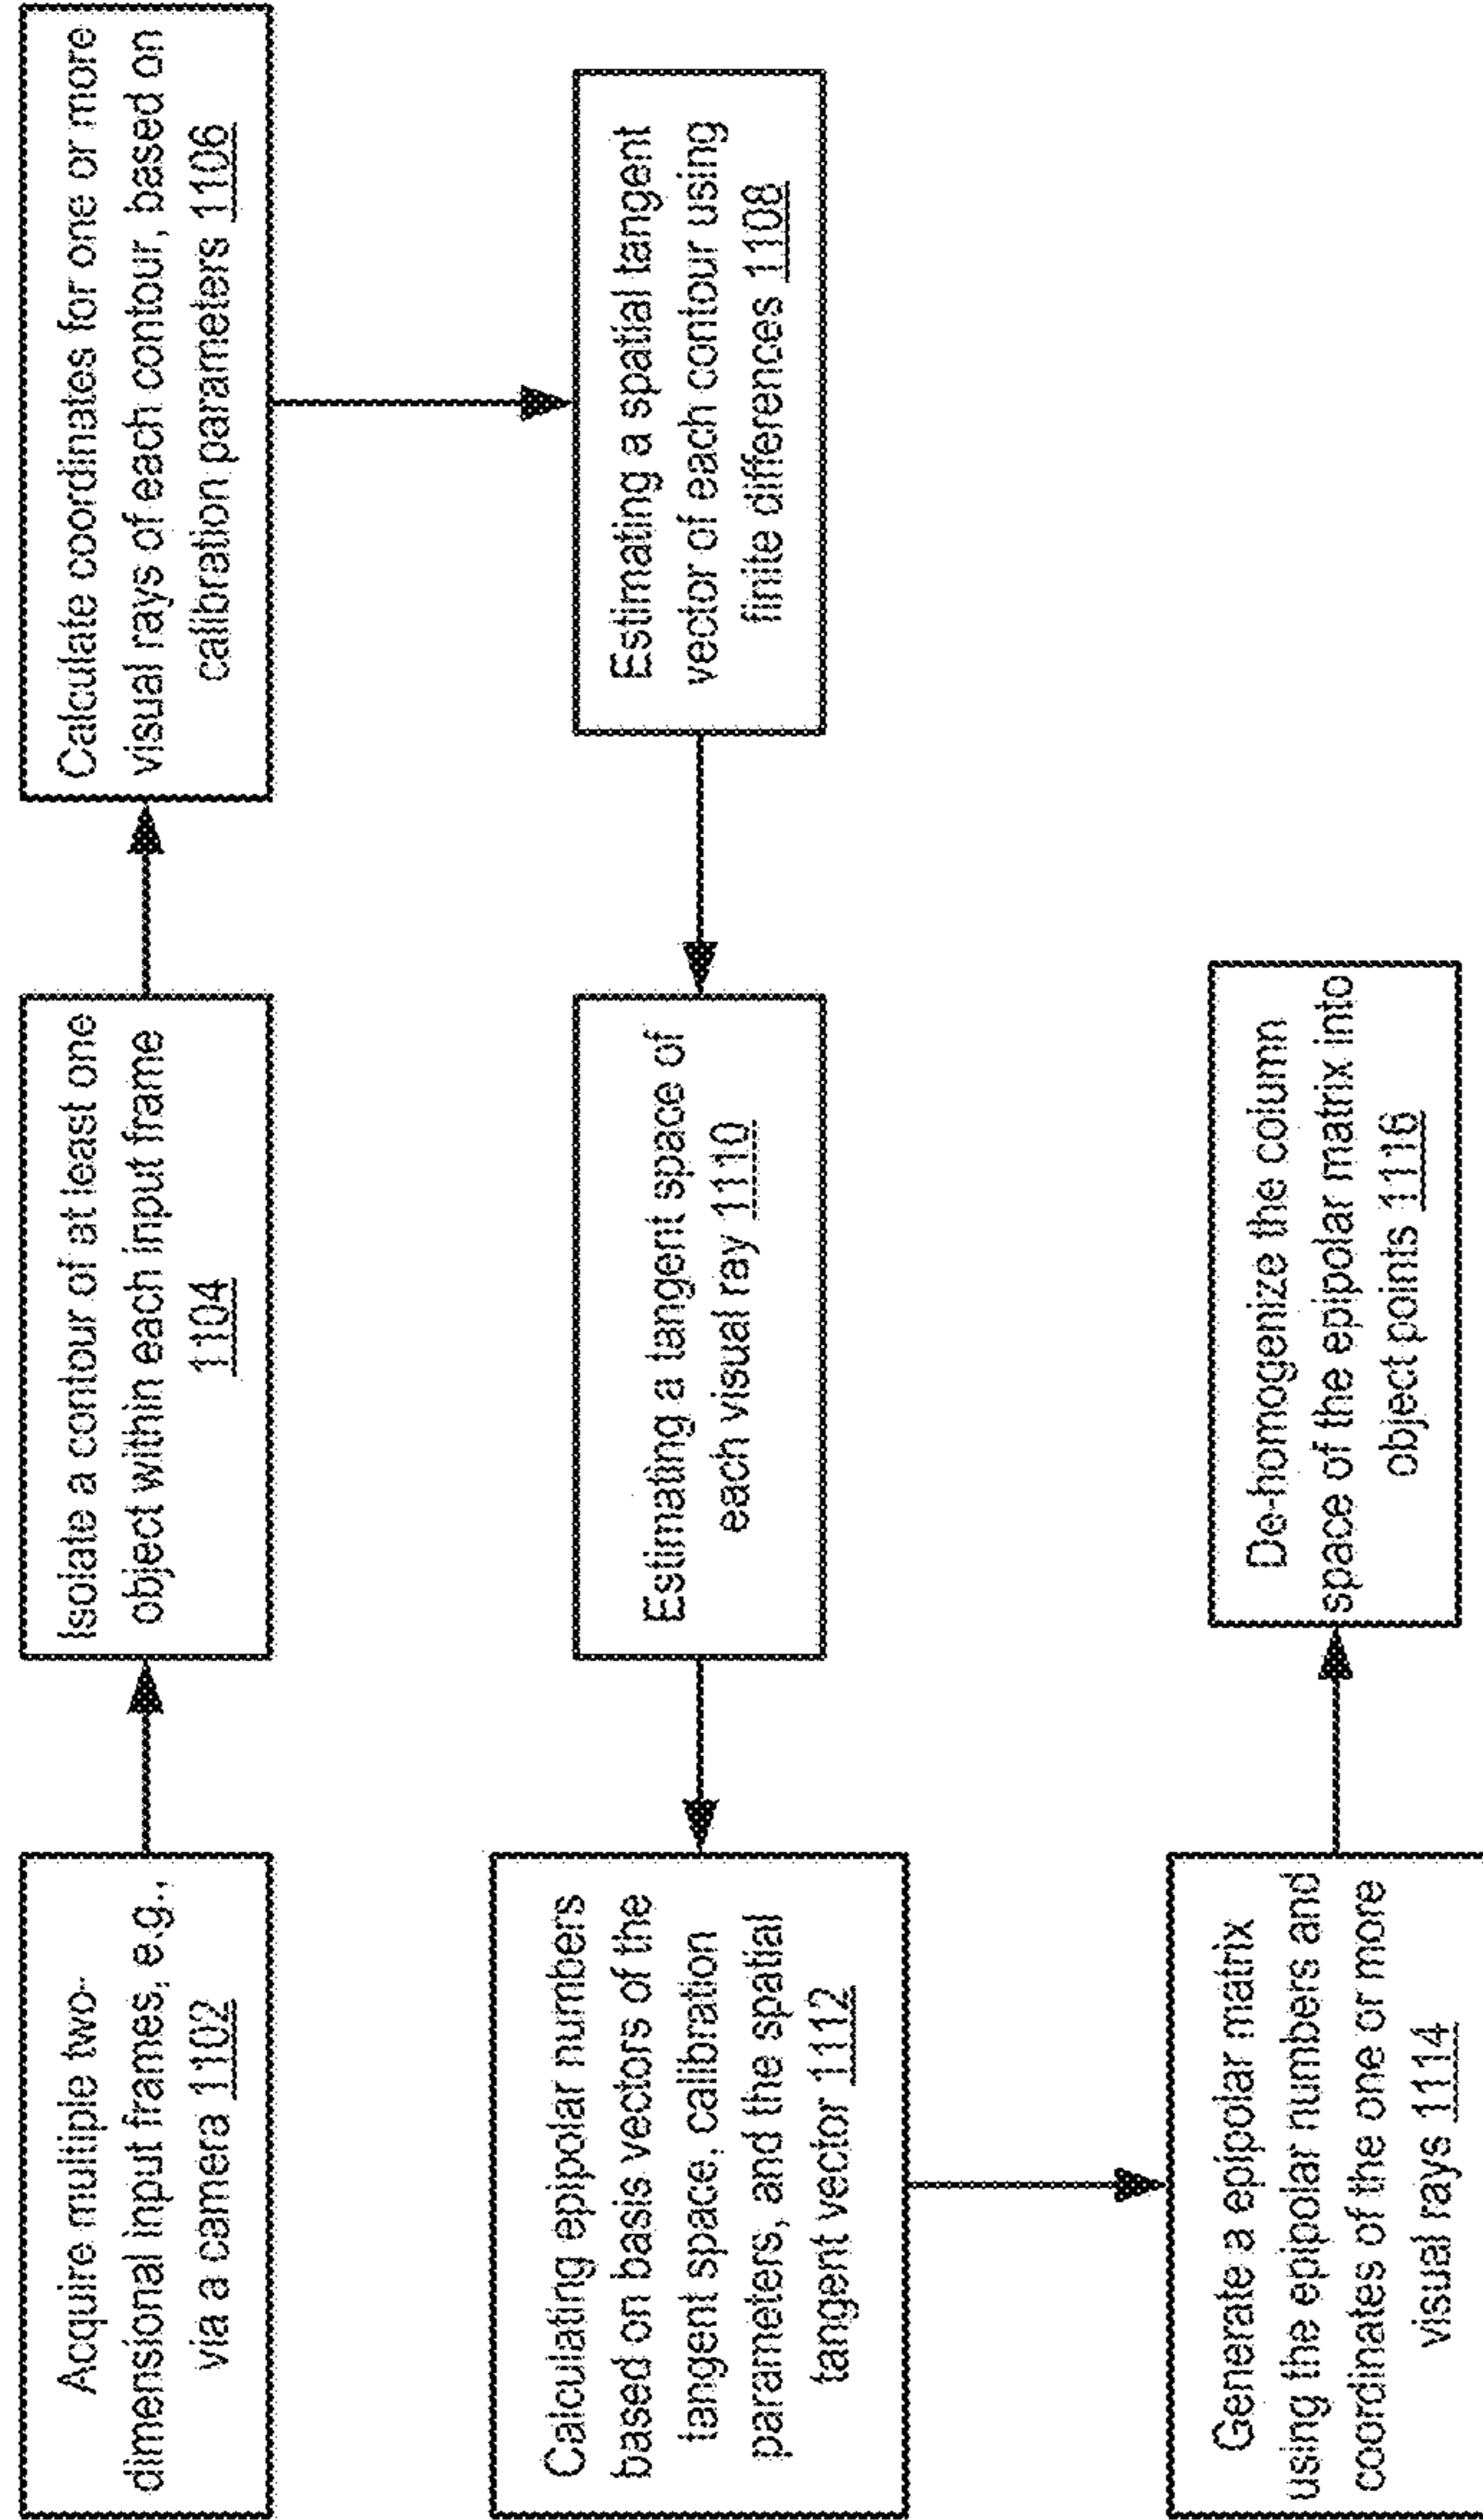 Acquire multiple two-
dimensional input frames, e.g.,
via a camera 1102
Isolate a contour of at least one
object within each input frame
1104
Calculate coordinates for one or more
visual rays of each contour, based on
calibration parameters 1106
Estimating a spatial tangent
vector of each contour using
finite differences 1108
Estimating a tangent space of
each visual ray 1110
Calculating epipolar numbers
based on basis vectors of the
tangent space, calibration
parameters, and the spatial
tangent vector 1112
Generate a epipolar matrix
using the epipolar numbers and
coordinates of the one or more
visual rays 1114
De-homogenize the column
space of the epipolar matrix into
object points 1116